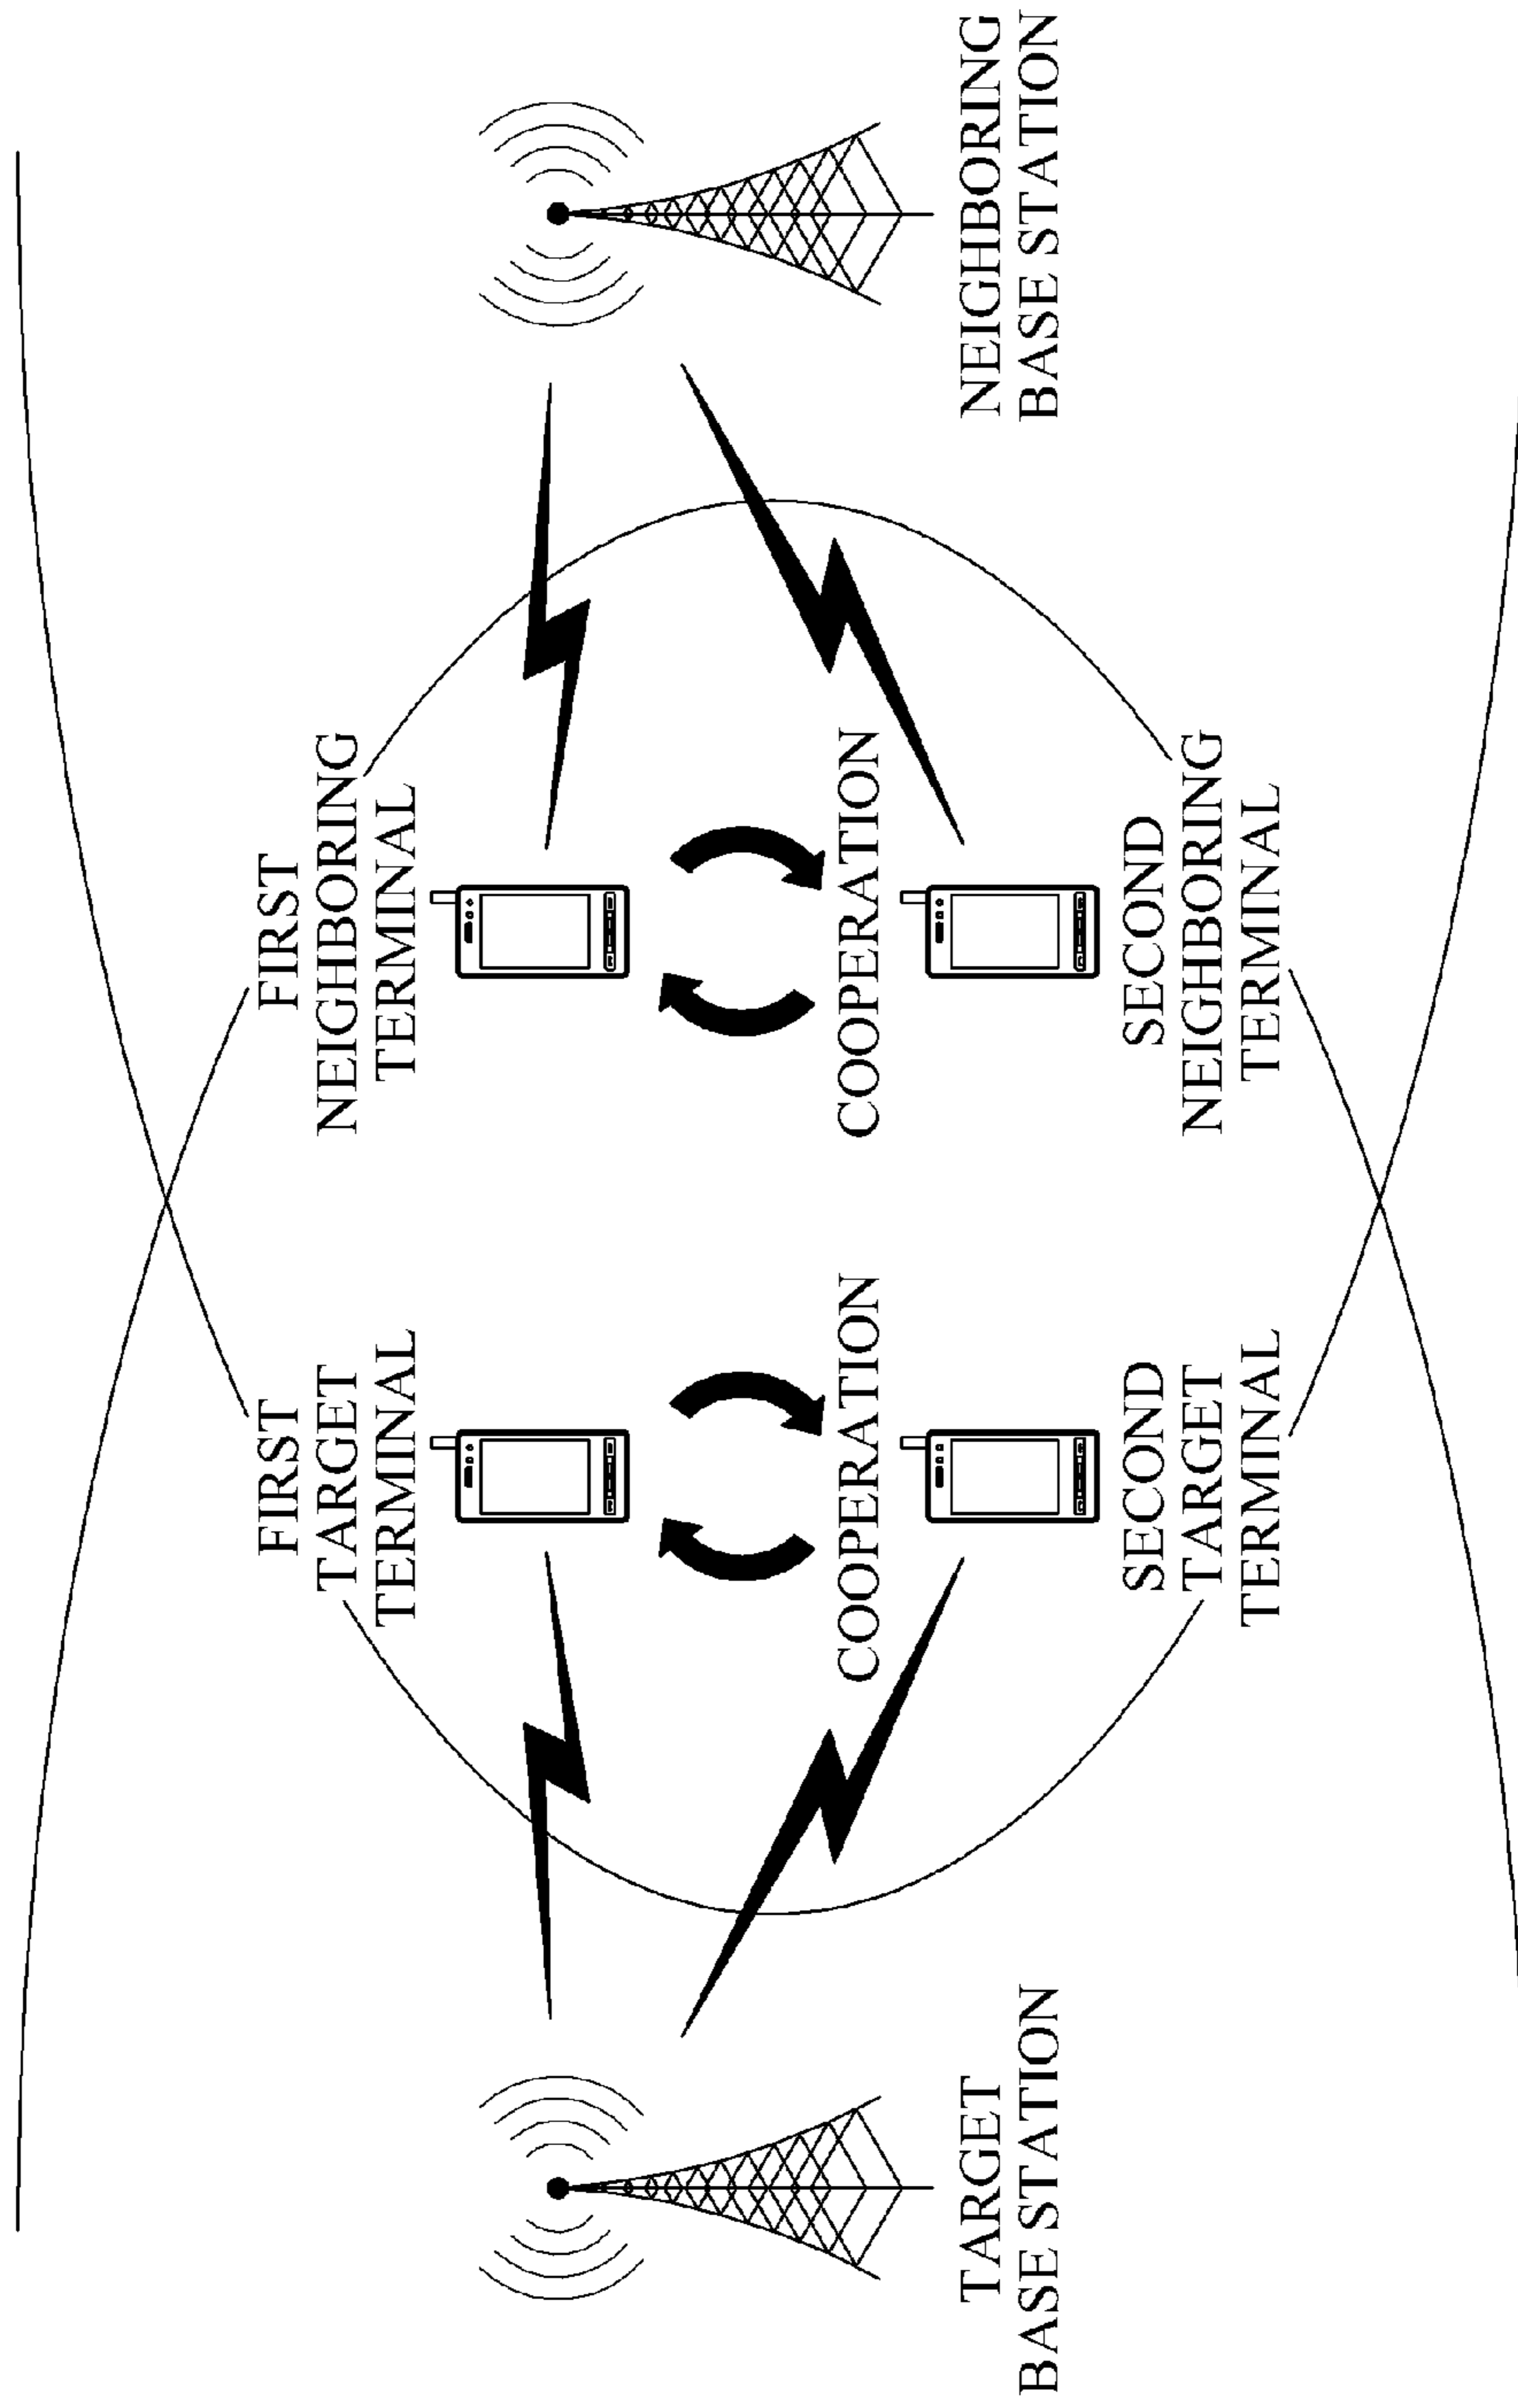 FIRST
TARGET
TERMINAL
FIRST
NEIGHBORING
TERMINAL
COOPERATION
COOPERATION
TARGET
BASE STATION
NEIGHBORING
BASE STATION
SECOND
TARGET
TERMINAL
SECOND
NEIGHBORING
TERMINAL